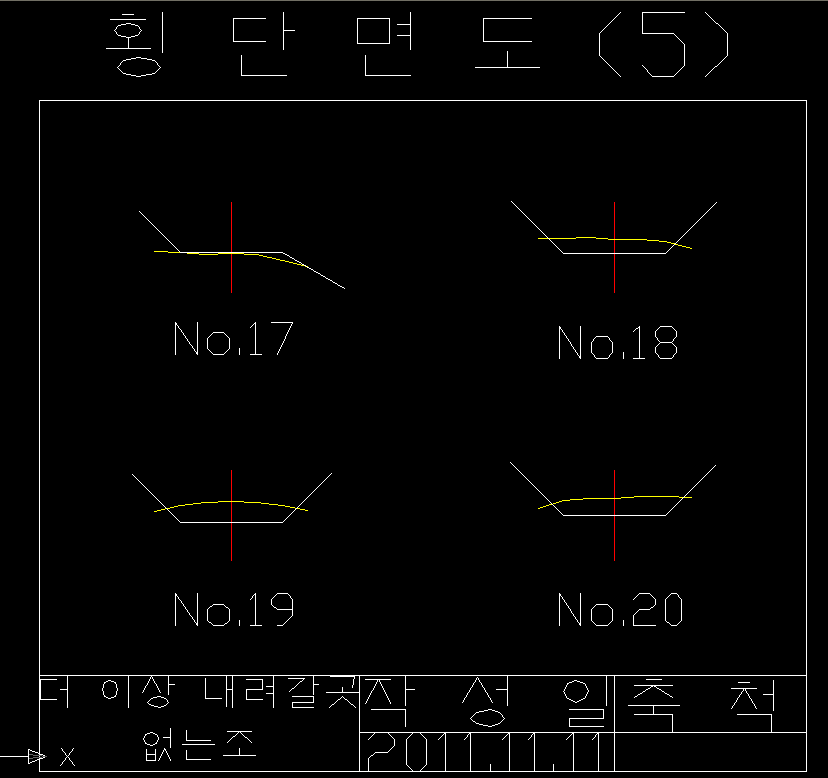 횡단면도(5)
No.17
No.18
No.19
No.20
더 이상 내려갈곳
없는조
작성일
축척
2011.11.11
X